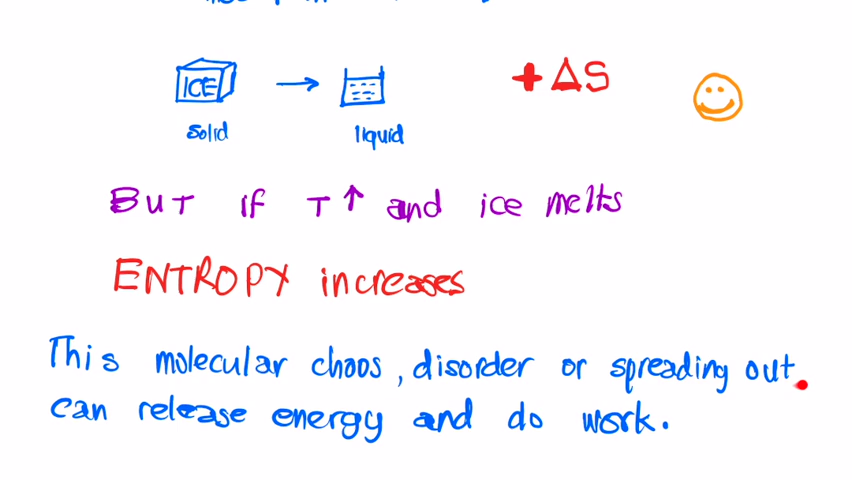 ICE → + ΔS
solid liquid
BUT if T↑ and ice melts
ENTROPY increases
This molecular chaos, disorder or spreading out
can release energy and do work.